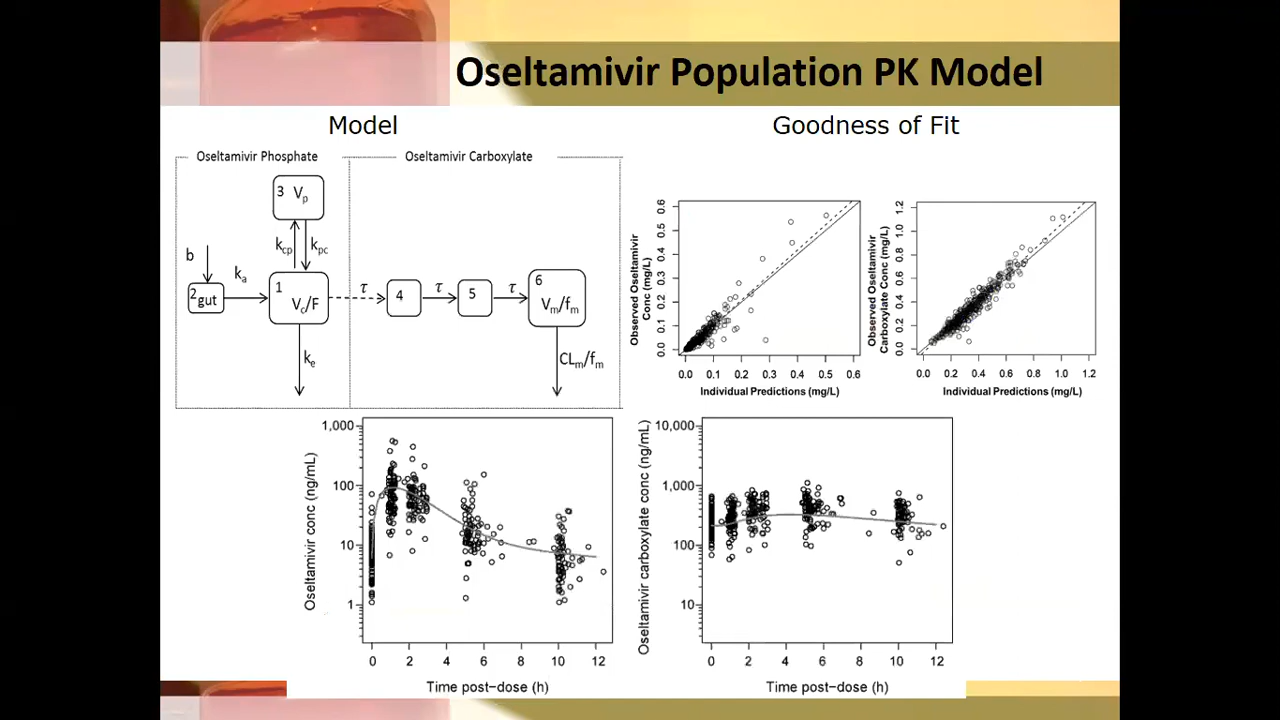 Oseltamivir Population PK Model
Model
Goodness of Fit
Oseltamivir Phosphate
Oseltamivir Carboxylate
3 Vp
kcp
kpc
b
ka
2 gut
1 Vc/F
τ
4
τ
5
τ
6 Vm/fm
ke
CLm/fm
Observed Oseltamivir
Conc (mg/L)
0.6
0.5
0.4
0.3
0.2
0.1
0.0
0.0 0.1 0.2 0.3 0.4 0.5 0.6
Individual Predictions (mg/L)
Observed Oseltamivir
Carboxylate Conc (mg/L)
1.2
1.0
0.8
0.6
0.4
0.2
0.0
0.0 0.2 0.4 0.6 0.8 1.0 1.2
Individual Predictions (mg/L)
Oseltamivir conc (ng/mL)
1,000
100
10
1
0 2 4 6 8 10 12
Time post-dose (h)
Oseltamivir carboxylate conc (ng/mL)
10,000
1,000
100
10
0 2 4 6 8 10 12
Time post-dose (h)